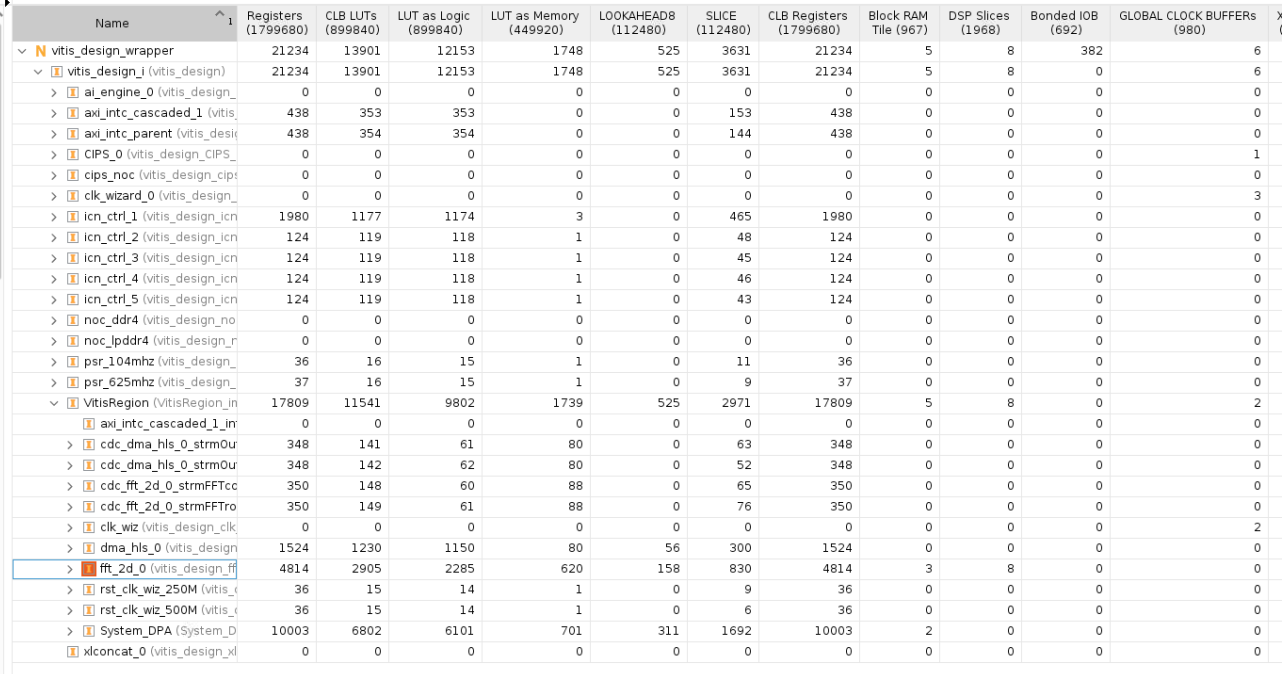 Name 1 Registers (1799680) CLB LUTs (899840) LUT as Logic (899840) LUT as Memory (449920) LOOKAHEAD8 (112480) SLICE (112480) CLB Registers (1799680) Block RAM Tile (967) DSP Slices (1968) Bonded IOB (692) GLOBAL CLOCK BUFFERs (980)
N vitis_design_wrapper 21234 13901 12153 1748 525 3631 21234 5 8 382 6
vitis_design_i (vitis_design) 21234 13901 12153 1748 525 3631 21234 5 8 0 6
ai_engine_0 (vitis_design_ 0 0 0 0 0 0 0 0 0 0 0
axi_intc_cascaded_1 (vitis_ 438 353 353 0 0 153 438 0 0 0 0
axi_intc_parent (vitis_desig 438 354 354 0 0 144 438 0 0 0 0
CIPS_0 (vitis_design_CIPS_ 0 0 0 0 0 0 0 0 0 0 1
cips_noc (vitis_design_cips 0 0 0 0 0 0 0 0 0 0 0
clk_wizard_0 (vitis_design_ 0 0 0 0 0 0 0 0 0 0 3
icn_ctrl_1 (vitis_design_icn 1980 1177 1174 3 0 465 1980 0 0 0 0
icn_ctrl_2 (vitis_design_icn 124 119 118 1 0 48 124 0 0 0 0
icn_ctrl_3 (vitis_design_icn 124 119 118 1 0 45 124 0 0 0 0
icn_ctrl_4 (vitis_design_icn 124 119 118 1 0 46 124 0 0 0 0
icn_ctrl_5 (vitis_design_icn 124 119 118 1 0 43 124 0 0 0 0
noc_ddr4 (vitis_design_no 0 0 0 0 0 0 0 0 0 0 0
noc_lpddr4 (vitis_design_n 0 0 0 0 0 0 0 0 0 0 0
psr_104mhz (vitis_design_ 36 16 15 1 0 11 36 0 0 0 0
psr_625mhz (vitis_design_ 37 16 15 1 0 9 37 0 0 0 0
VitisRegion (VitisRegion_im 17809 11541 9802 1739 525 2971 17809 5 8 0 2
axi_intc_cascaded_1_in 0 0 0 0 0 0 0 0 0 0 0
cdc_dma_hls_0_strmOu 348 141 61 80 0 63 348 0 0 0 0
cdc_dma_hls_0_strmOu 348 142 62 80 0 52 348 0 0 0 0
cdc_fft_2d_0_strmFFTco 350 148 60 88 0 65 350 0 0 0 0
cdc_fft_2d_0_strmFFTro 350 149 61 88 0 76 350 0 0 0 0
clk_wiz (vitis_design_clk_ 0 0 0 0 0 0 0 0 0 0 2
dma_hls_0 (vitis_design 1524 1230 1150 80 56 300 1524 0 0 0 0
fft_2d_0 (vitis_design_ff 4814 2905 2285 620 158 830 4814 3 8 0 0
rst_clk_wiz_250M (vitis_ 36 15 14 1 0 9 36 0 0 0 0
rst_clk_wiz_500M (vitis_ 36 15 14 1 0 6 36 0 0 0 0
System_DPA (System_D 10003 6802 6101 701 311 1692 10003 2 0 0 0
xlconcat_0 (vitis_design_xl 0 0 0 0 0 0 0 0 0 0 0